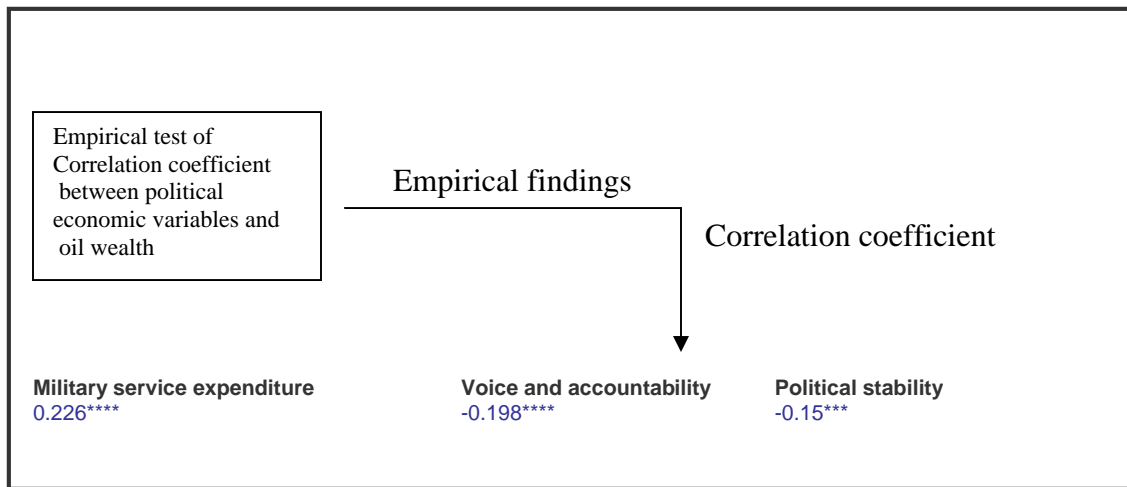 Empirical test of
Correlation coefficient
between political
economic variables and
oil wealth
Empirical findings
Correlation coefficient
Military service expenditure
0.226****
Voice and accountability
-0.198****
Political stability
-0.15***